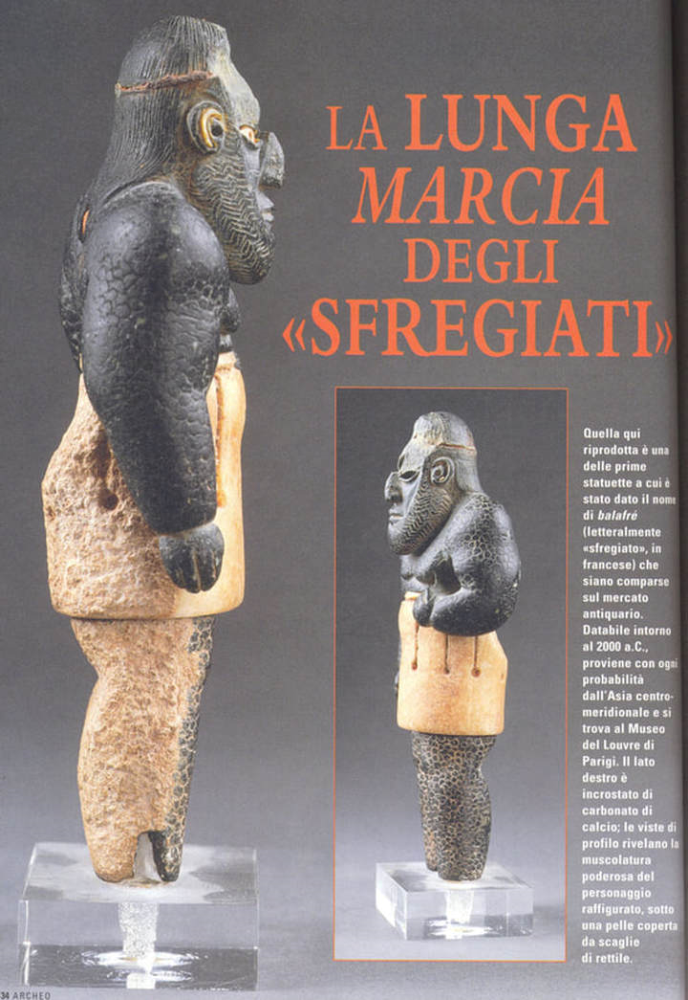 LA LUNGA
MARCIA
DEGLI
«SFREGIATI»
Quella qui
riprodotta è una
delle prime
statuette a cui è
stato dato il nome
di balafré
(letteralmente
«sfregiato», in
francese) che
siano comparse
sul mercato
antiquario.
Databile intorno
al 2000 a.C.,
proviene con ogni
probabilità
dall'Asia centro-
meridionale e si
trova al Museo
del Louvre di
Parigi. Il lato
destro è
incrostato di
carbonato di
calcio; le viste di
profilo rivelano la
muscolatura
poderosa del
personaggio
raffigurato, sotto
una pelle coperta
da scaglie
di rettile.
34 ARCHEO